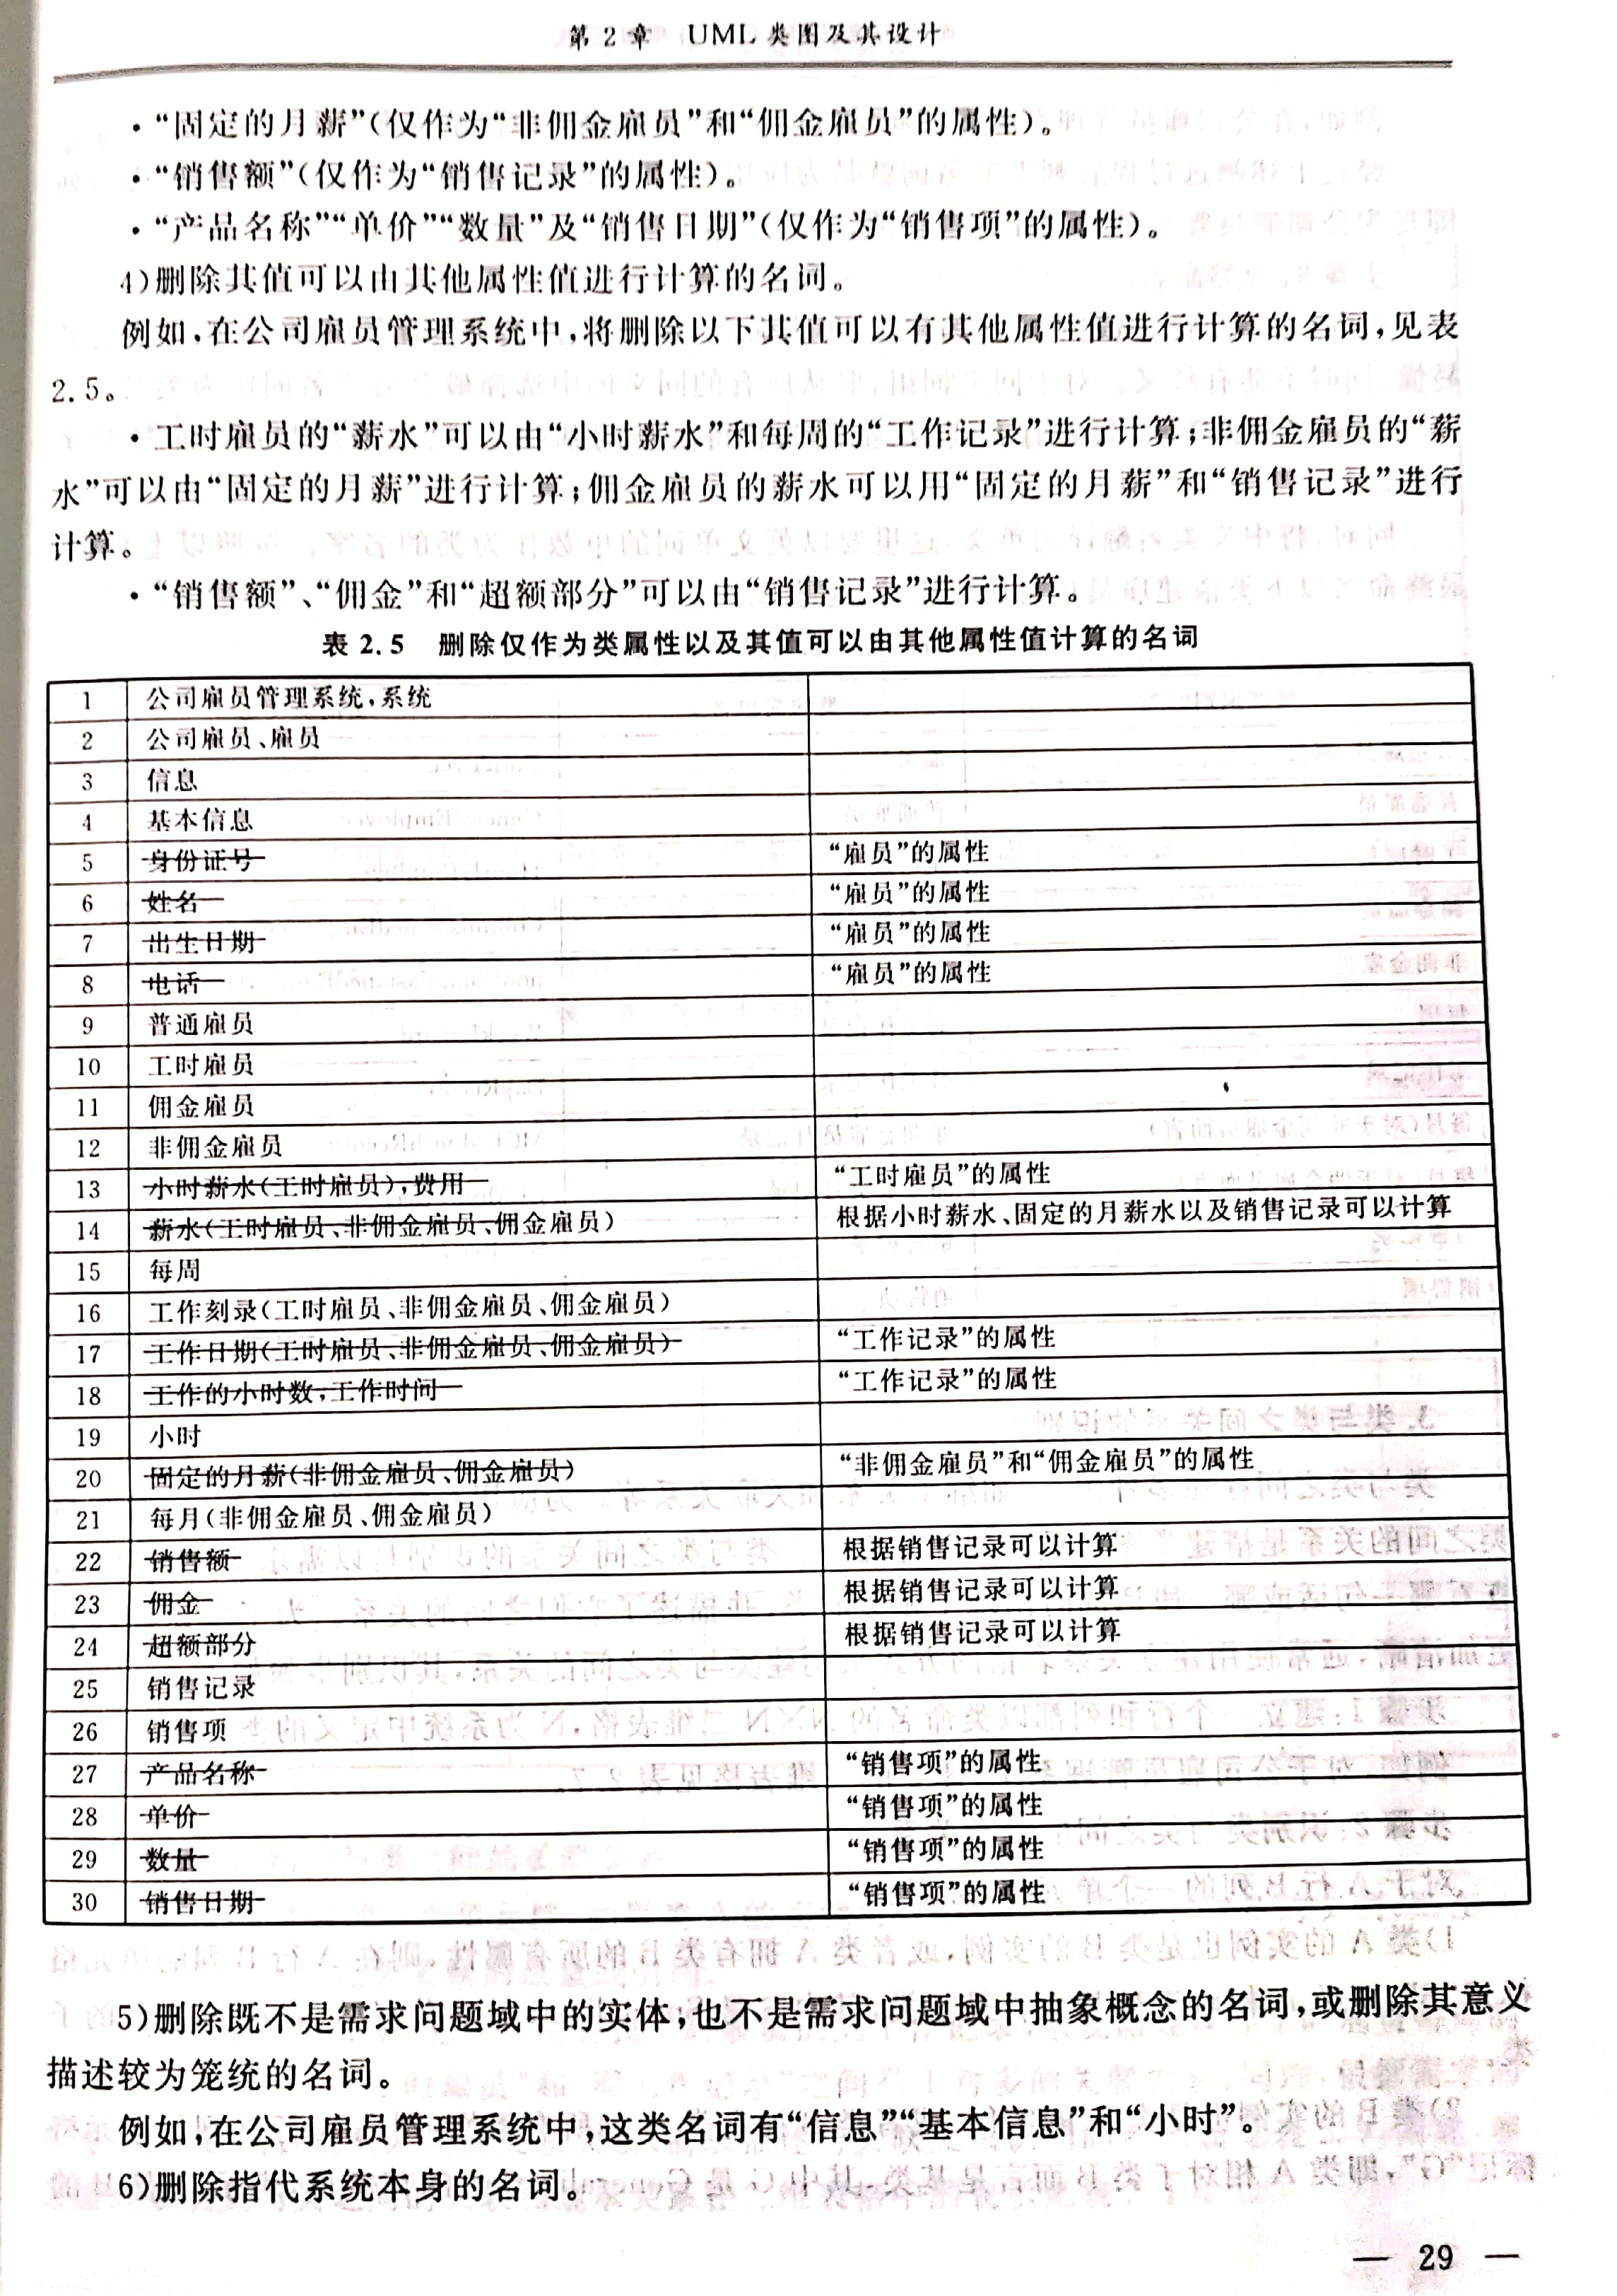 第 2 章　UML 类图及其设计
·“固定的月薪”(仅作为“非佣金雇员”和“佣金雇员”的属性)。
·“销售额”(仅作为“销售记录”的属性)。
·“产品名称”“单价”“数量”及“销售日期”(仅作为“销售项”的属性)。
4)删除其值可以由其他属性值进行计算的名词。
例如,在公司雇员管理系统中,将删除以下其值可以有其他属性值进行计算的名词,见表
2.5。
·工时雇员的“薪水”可以由“小时薪水”和每周的“工作记录”进行计算;非佣金雇员的“薪
水”可以由“固定的月薪”进行计算;佣金雇员的薪水可以用“固定的月薪”和“销售记录”进行
计算。
·“销售额”、“佣金”和“超额部分”可以由“销售记录”进行计算。
表 2.5　删除仅作为类属性以及其值可以由其他属性值计算的名词
1 公司雇员管理系统,系统
2 公司雇员、雇员
3 信息
4 基本信息
5 身份证号 “雇员”的属性
6 姓名 “雇员”的属性
7 出生日期 “雇员”的属性
8 电话 “雇员”的属性
9 普通雇员
10 工时雇员
11 佣金雇员
12 非佣金雇员
13 小时薪水(工时雇员),费用 “工时雇员”的属性
14 薪水(工时雇员、非佣金雇员、佣金雇员) 根据小时薪水、固定的月薪水以及销售记录可以计算
15 每周
16 工作刻录(工时雇员、非佣金雇员、佣金雇员)
17 工作日期(工时雇员、非佣金雇员、佣金雇员) “工作记录”的属性
18 工作的小时数,工作时间 “工作记录”的属性
19 小时
20 固定的月薪(非佣金雇员、佣金雇员) “非佣金雇员”和“佣金雇员”的属性
21 每月(非佣金雇员、佣金雇员)
22 销售额 根据销售记录可以计算
23 佣金 根据销售记录可以计算
24 超额部分 根据销售记录可以计算
25 销售记录
26 销售项
27 产品名称 “销售项”的属性
28 单价 “销售项”的属性
29 数量 “销售项”的属性
30 销售日期 “销售项”的属性
5)删除既不是需求问题域中的实体,也不是需求问题域中抽象概念的名词,或删除其意义
描述较为笼统的名词。
例如,在公司雇员管理系统中,这类名词有“信息”“基本信息”和“小时”。
6)删除指代系统本身的名词。
— 29 —